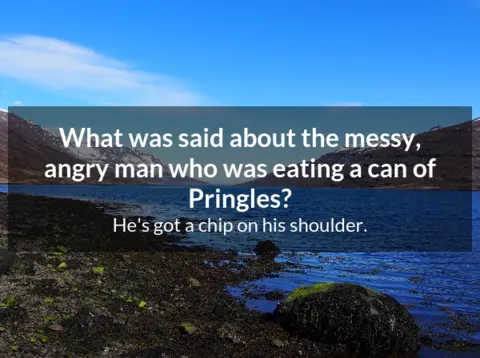 What was said about the messy,
angry man who was eating a can of
Pringles?
He's got a chip on his shoulder.